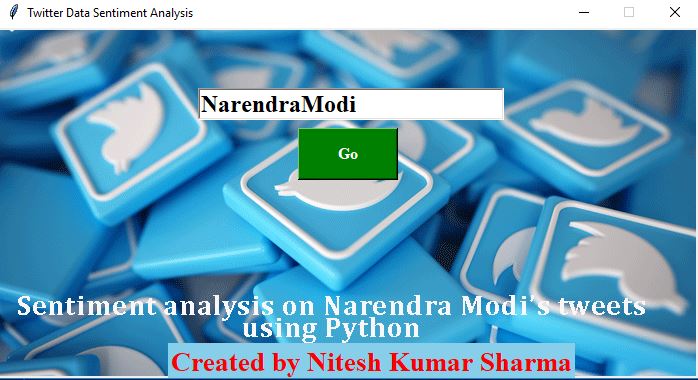 Twitter Data Sentiment Analysis
NarendraModi
Go
Sentiment analysis on Narendra Modi's tweets
using Python
Created by Nitesh Kumar Sharma